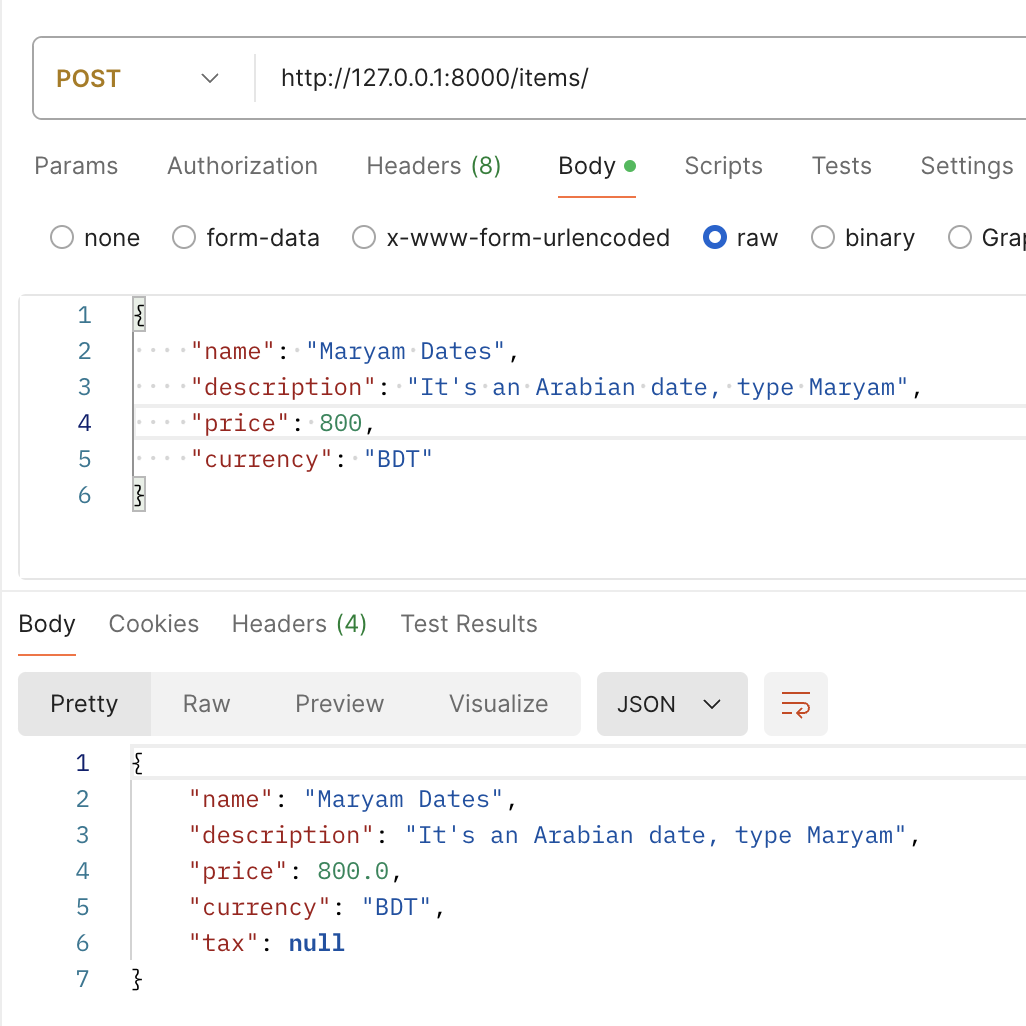 POST http://127.0.0.1:8000/items/
Params Authorization Headers (8) Body Scripts Tests Settings
none form-data x-www-form-urlencoded raw binary Grap
1 {
2 "name": "Maryam Dates",
3 "description": "It's an Arabian date, type Maryam",
4 "price": 800,
5 "currency": "BDT"
6 }
Body Cookies Headers (4) Test Results
Pretty Raw Preview Visualize JSON
1 {
2 "name": "Maryam Dates",
3 "description": "It's an Arabian date, type Maryam",
4 "price": 800.0,
5 "currency": "BDT",
6 "tax": null
7 }